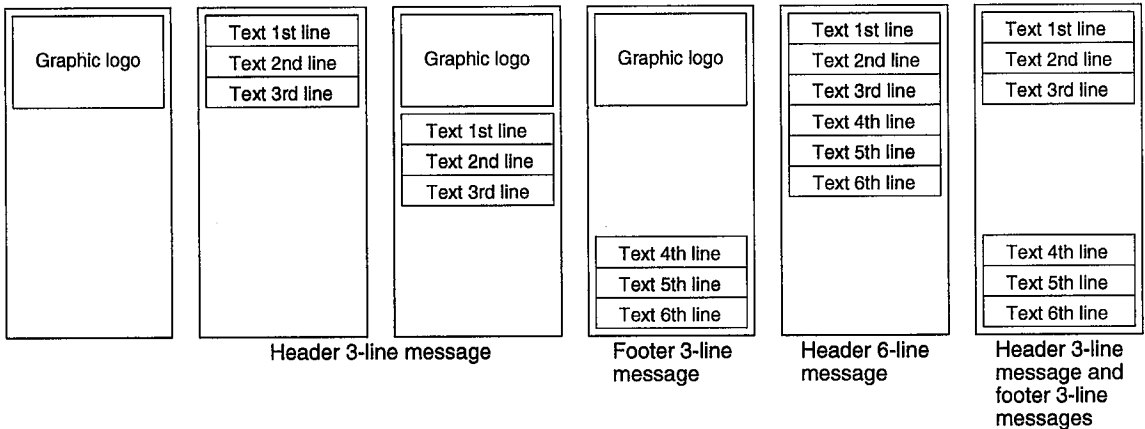 Graphic logo
Text 1st line
Text 2nd line
Text 3rd line
Graphic logo
Text 1st line
Text 2nd line
Text 3rd line
Header 3-line message
Graphic logo
Text 4th line
Text 5th line
Text 6th line
Footer 3-line
message
Text 1st line
Text 2nd line
Text 3rd line
Text 4th line
Text 5th line
Text 6th line
Header 6-line
message
Text 1st line
Text 2nd line
Text 3rd line
Text 4th line
Text 5th line
Text 6th line
Header 3-line
message and
footer 3-line
messages